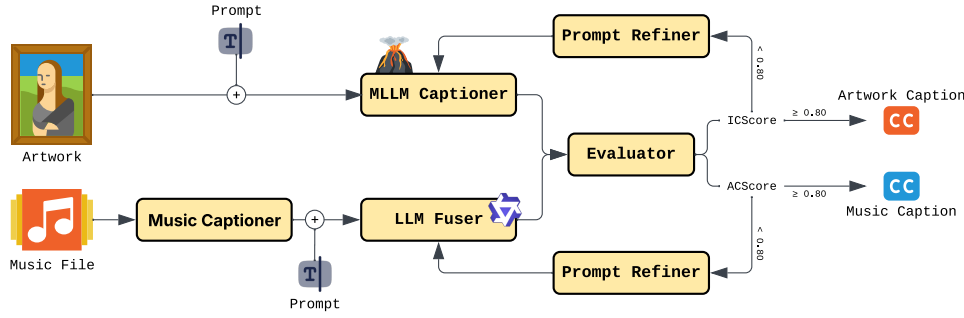 Prompt
T
Prompt Refiner
< 0.80
MLLM Captioner
+
Artwork
ICScore
≥ 0.80
Artwork Caption
CC
Evaluator
ACScore
≥ 0.80
CC
Music Caption
Music File
Music Captioner
+
LLM Fuser
T
Prompt
< 0.80
Prompt Refiner